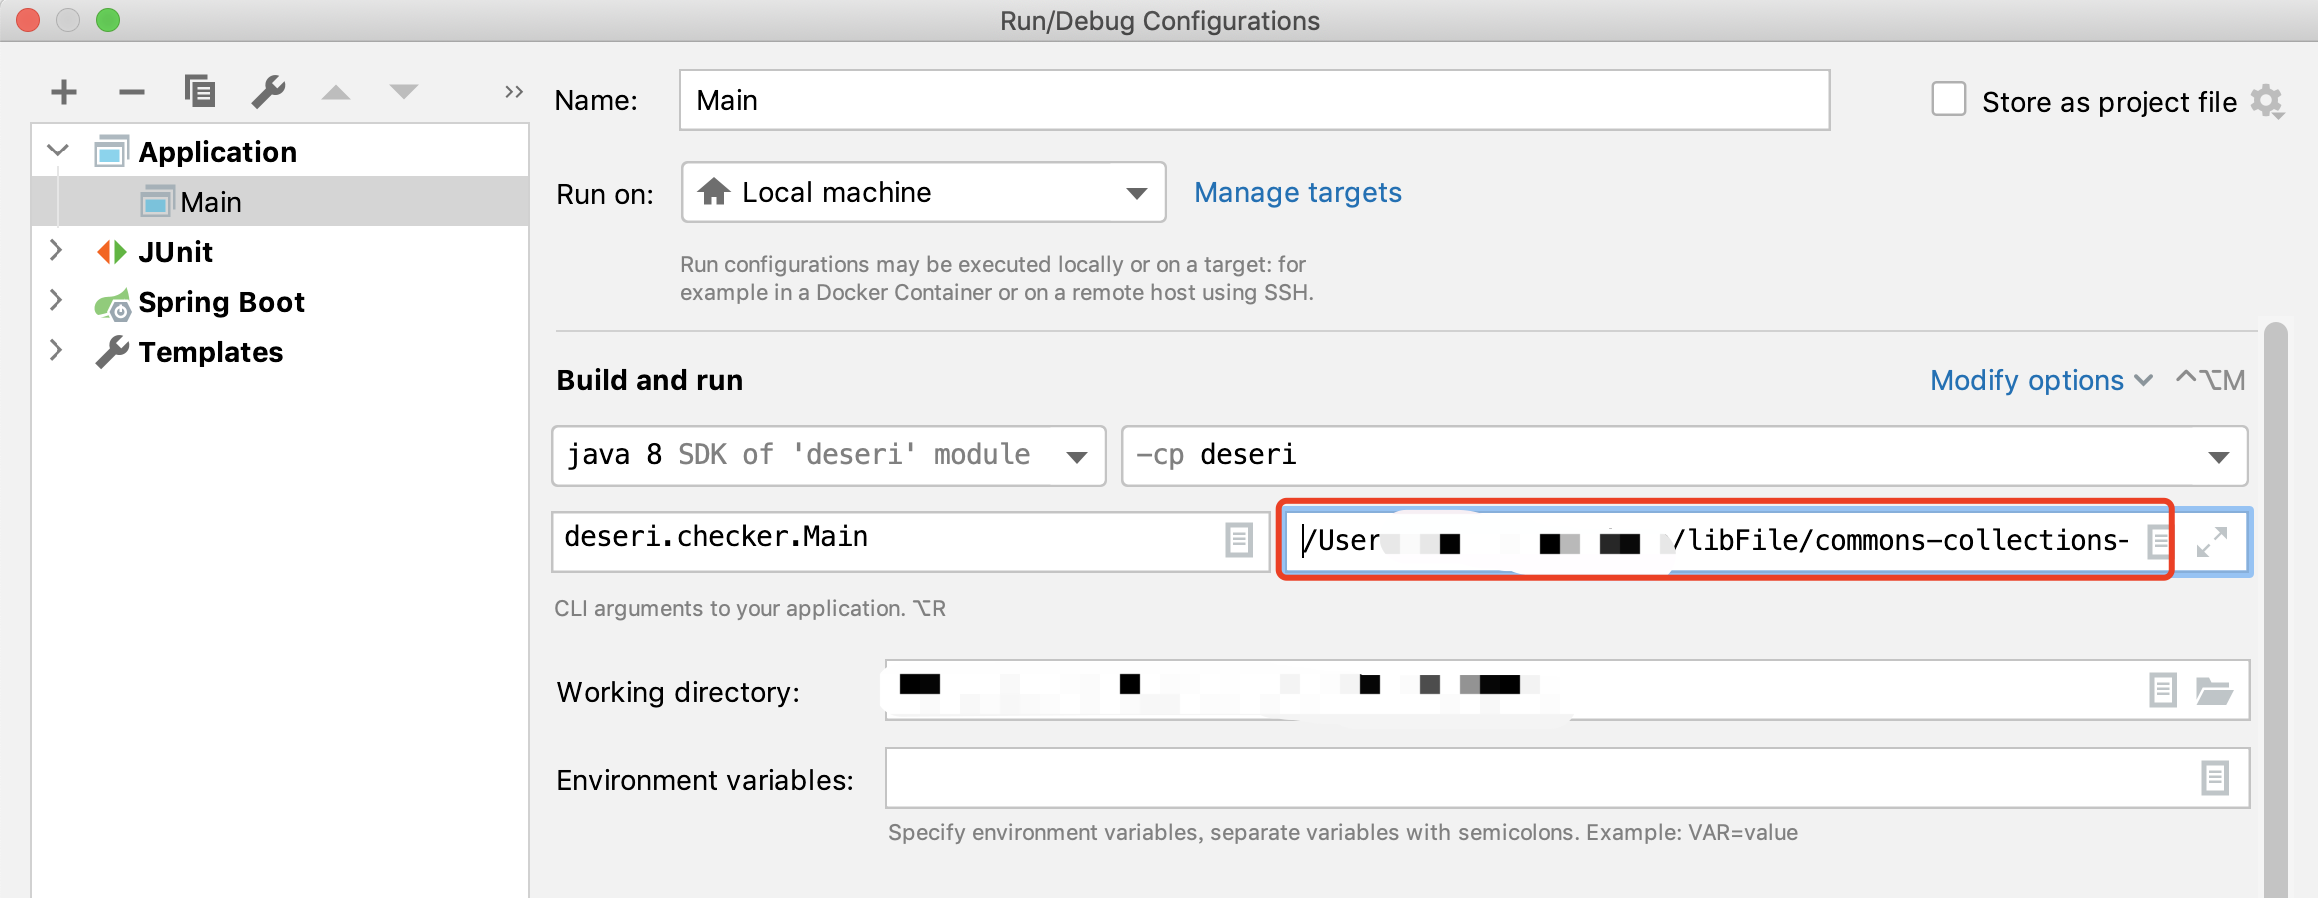 Run/Debug Configurations
Application
Main
JUnit
Spring Boot
Templates
Name: Main
Store as project file
Run on: Local machine Manage targets
Run configurations may be executed locally or on a target: for
example in a Docker Container or on a remote host using SSH.
Build and run
Modify options ⌃⌥M
java 8 SDK of 'deseri' module
-cp deseri
deseri.checker.Main
/User /libFile/commons-collections-
CLI arguments to your application. ⌥R
Working directory:
Environment variables:
Specify environment variables, separate variables with semicolons. Example: VAR=value